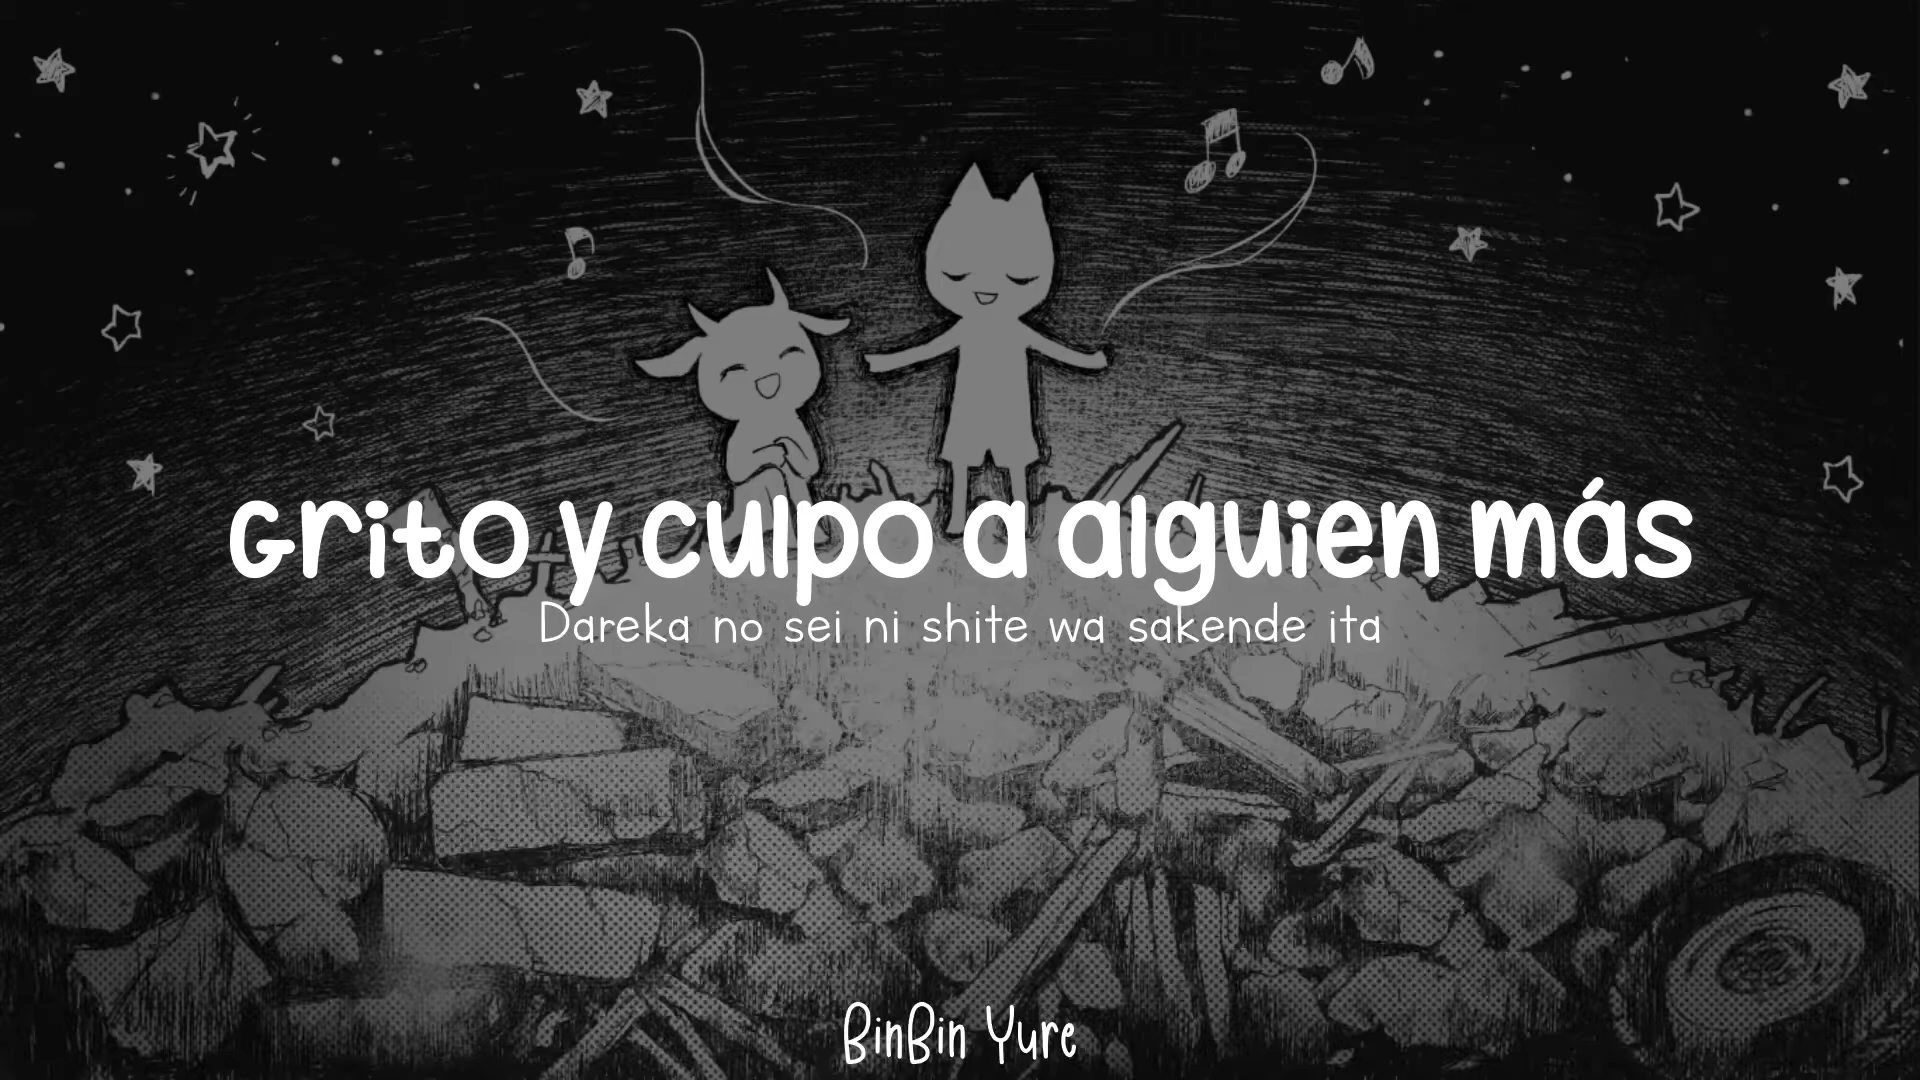 Grito y culpo a alguien más
Dareka no sei ni shite wa sakende ita
BinBin Yure